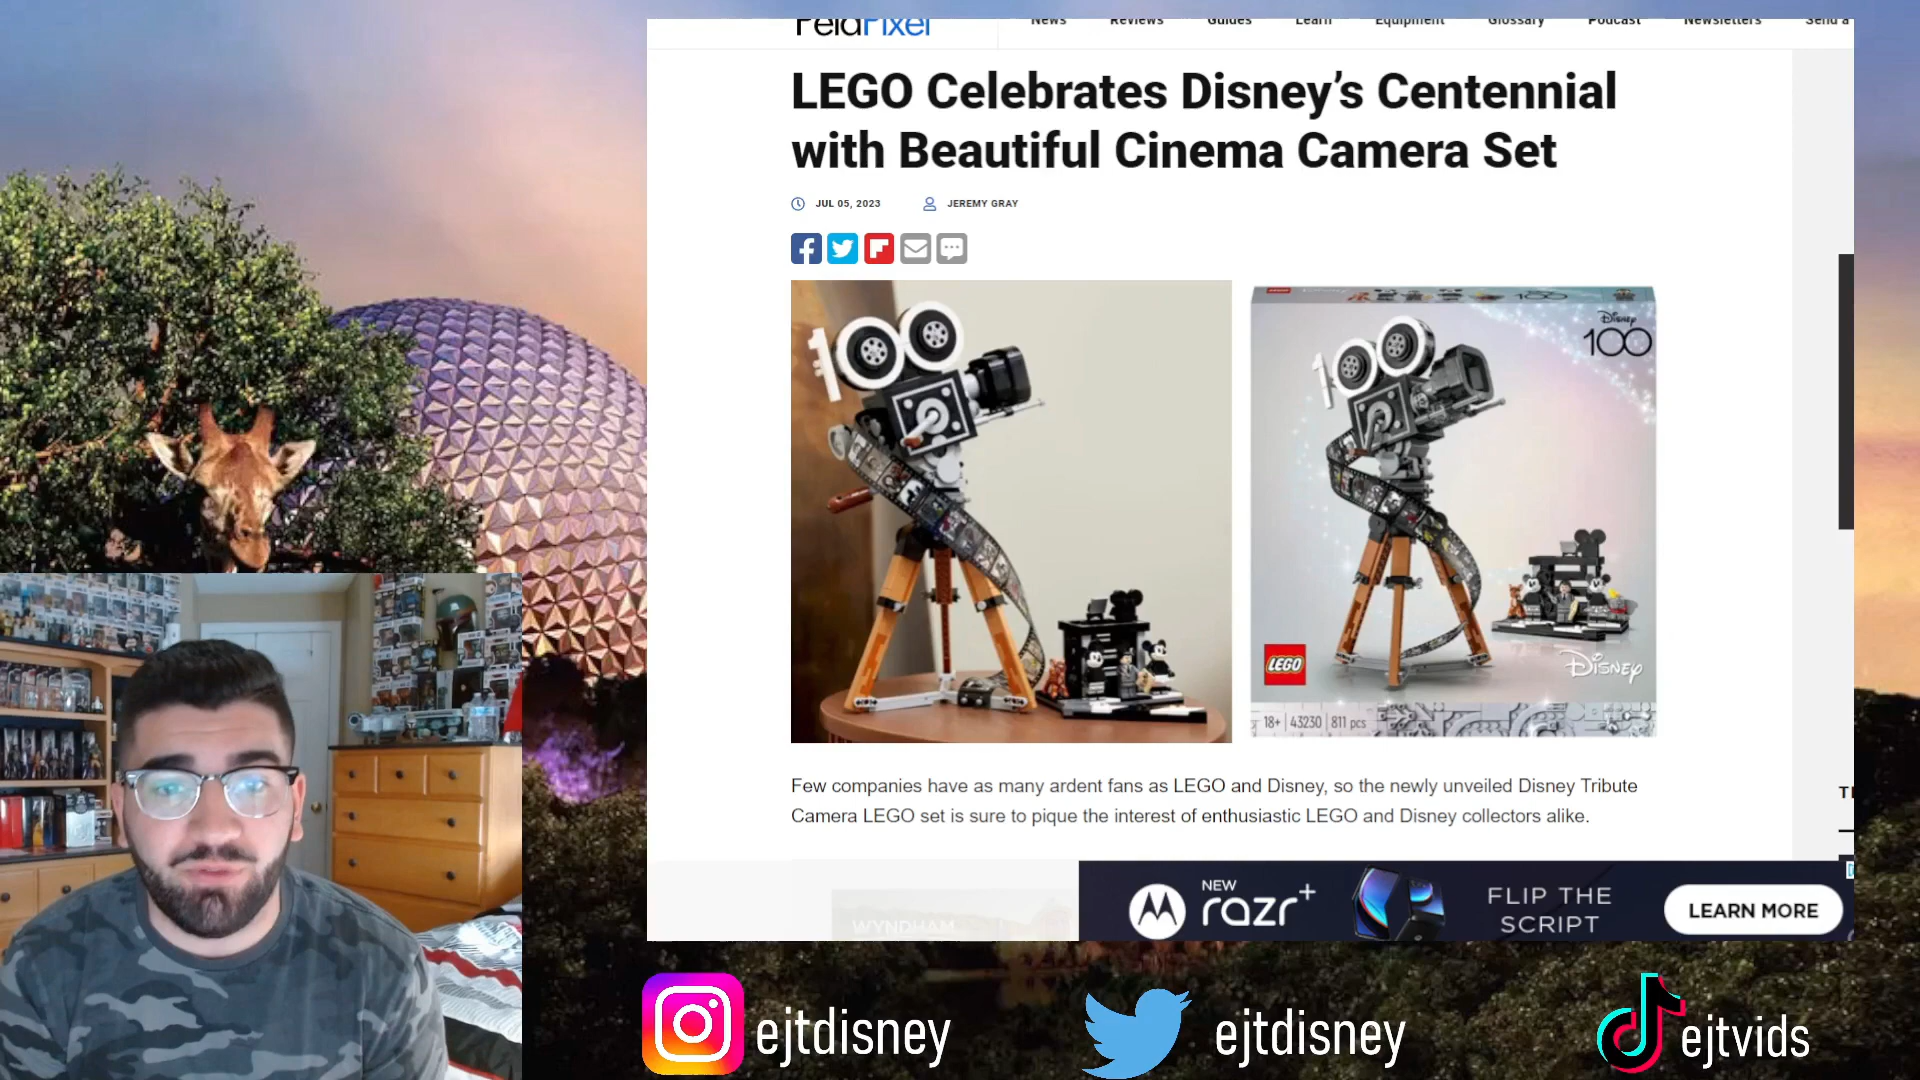 PetaPixel
News Reviews Guides Learn Equipment Glossary Podcast Newsletters Send a
LEGO Celebrates Disney’s Centennial
with Beautiful Cinema Camera Set
JUL 05, 2023 JEREMY GRAY
Disney
100
LEGO
Disney
18+ 43230 811 pcs
Few companies have as many ardent fans as LEGO and Disney, so the newly unveiled Disney Tribute
Camera LEGO set is sure to pique the interest of enthusiastic LEGO and Disney collectors alike.
WYNDHAM
NEW
razr+
FLIP THE
SCRIPT
LEARN MORE
ejtdisney
ejtdisney
ejtvids